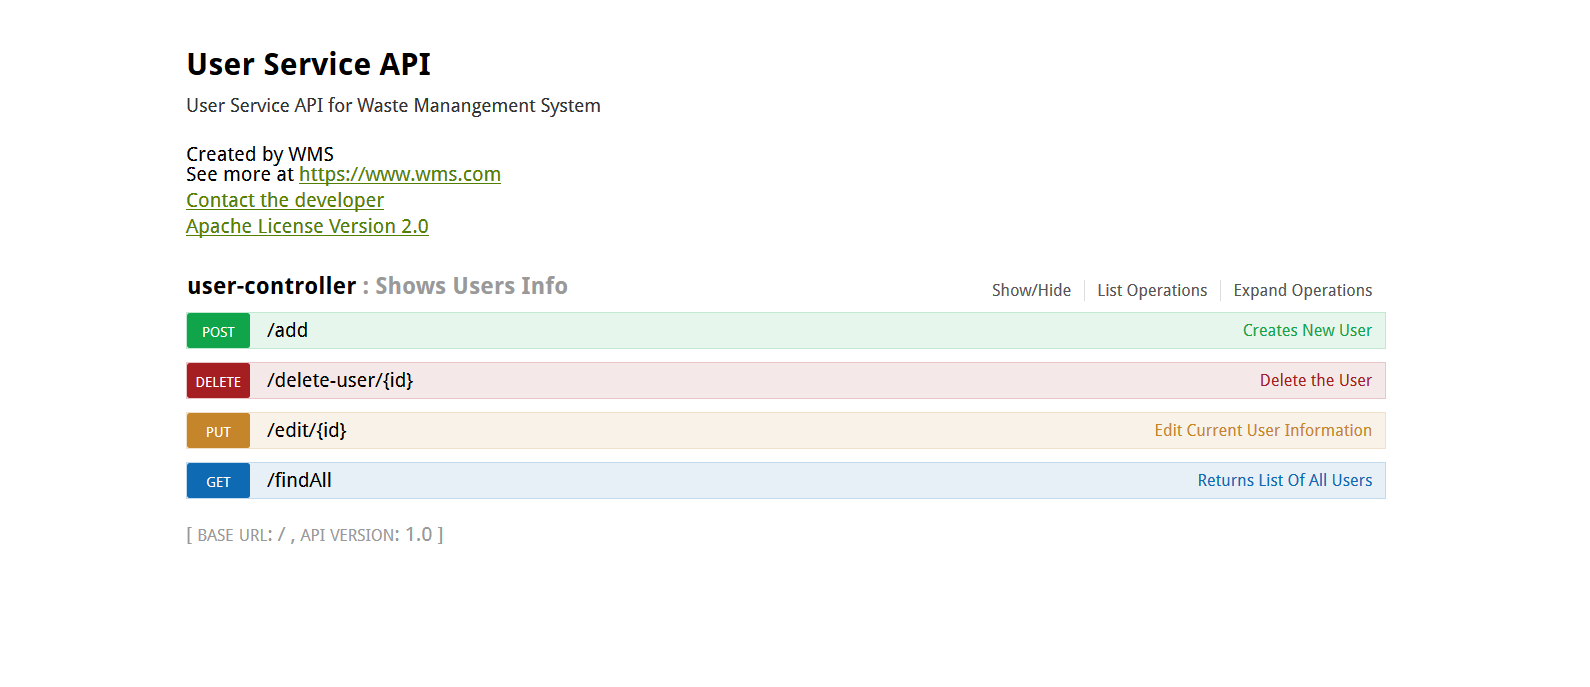 User Service API
User Service API for Waste Manangement System
Created by WMS
See more at https://www.wms.com
Contact the developer
Apache License Version 2.0
user-controller : Shows Users Info
Show/Hide List Operations Expand Operations
POST /add Creates New User
DELETE /delete-user/{id} Delete the User
PUT /edit/{id} Edit Current User Information
GET /findAll Returns List Of All Users
[ BASE URL: / , API VERSION: 1.0 ]